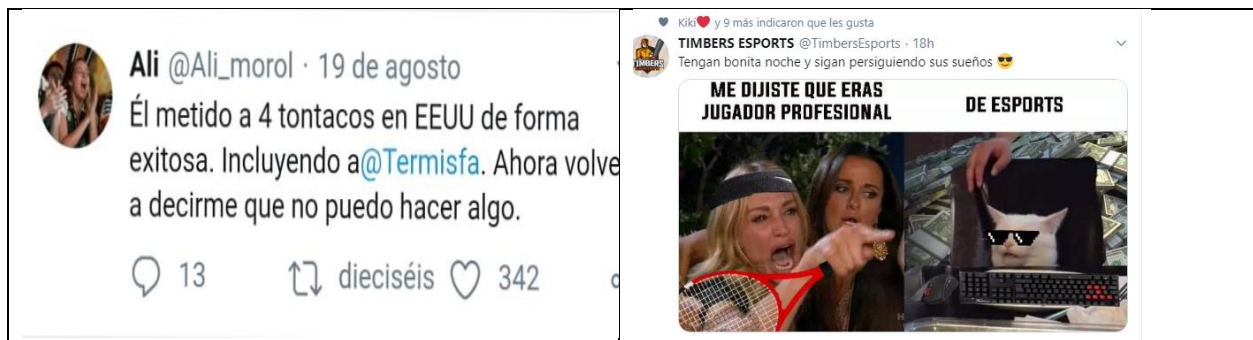 Ali @Ali_morol · 19 de agosto
Él metido a 4 tontacos en EEUU de forma
exitosa. Incluyendo a@Termisfa. Ahora volve
a decirme que no puedo hacer algo.
13 dieciséis 342
Kiki❤️ y 9 más indicaron que les gusta
TIMBERS ESPORTS @TimbersEsports · 18h
Tengan bonita noche y sigan persiguiendo sus sueños 😎
TIMBERS
ME DIJISTE QUE ERAS
JUGADOR PROFESIONAL
DE ESPORTS